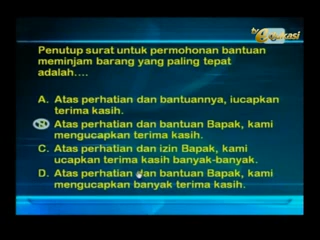 tv edukasi
Penutup surat untuk permohonan bantuan
meminjam barang yang paling tepat
adalah....
A. Atas perhatian dan bantuannya, iucapkan
terima kasih.
Atas perhatian dan bantuan Bapak, kami
mengucapkan terima kasih.
C. Atas perhatian dan izin Bapak, kami
ucapkan terima kasih banyak-banyak.
D. Atas perhatian dan bantuan Bapak, kami
mengucapkan banyak terima kasih.